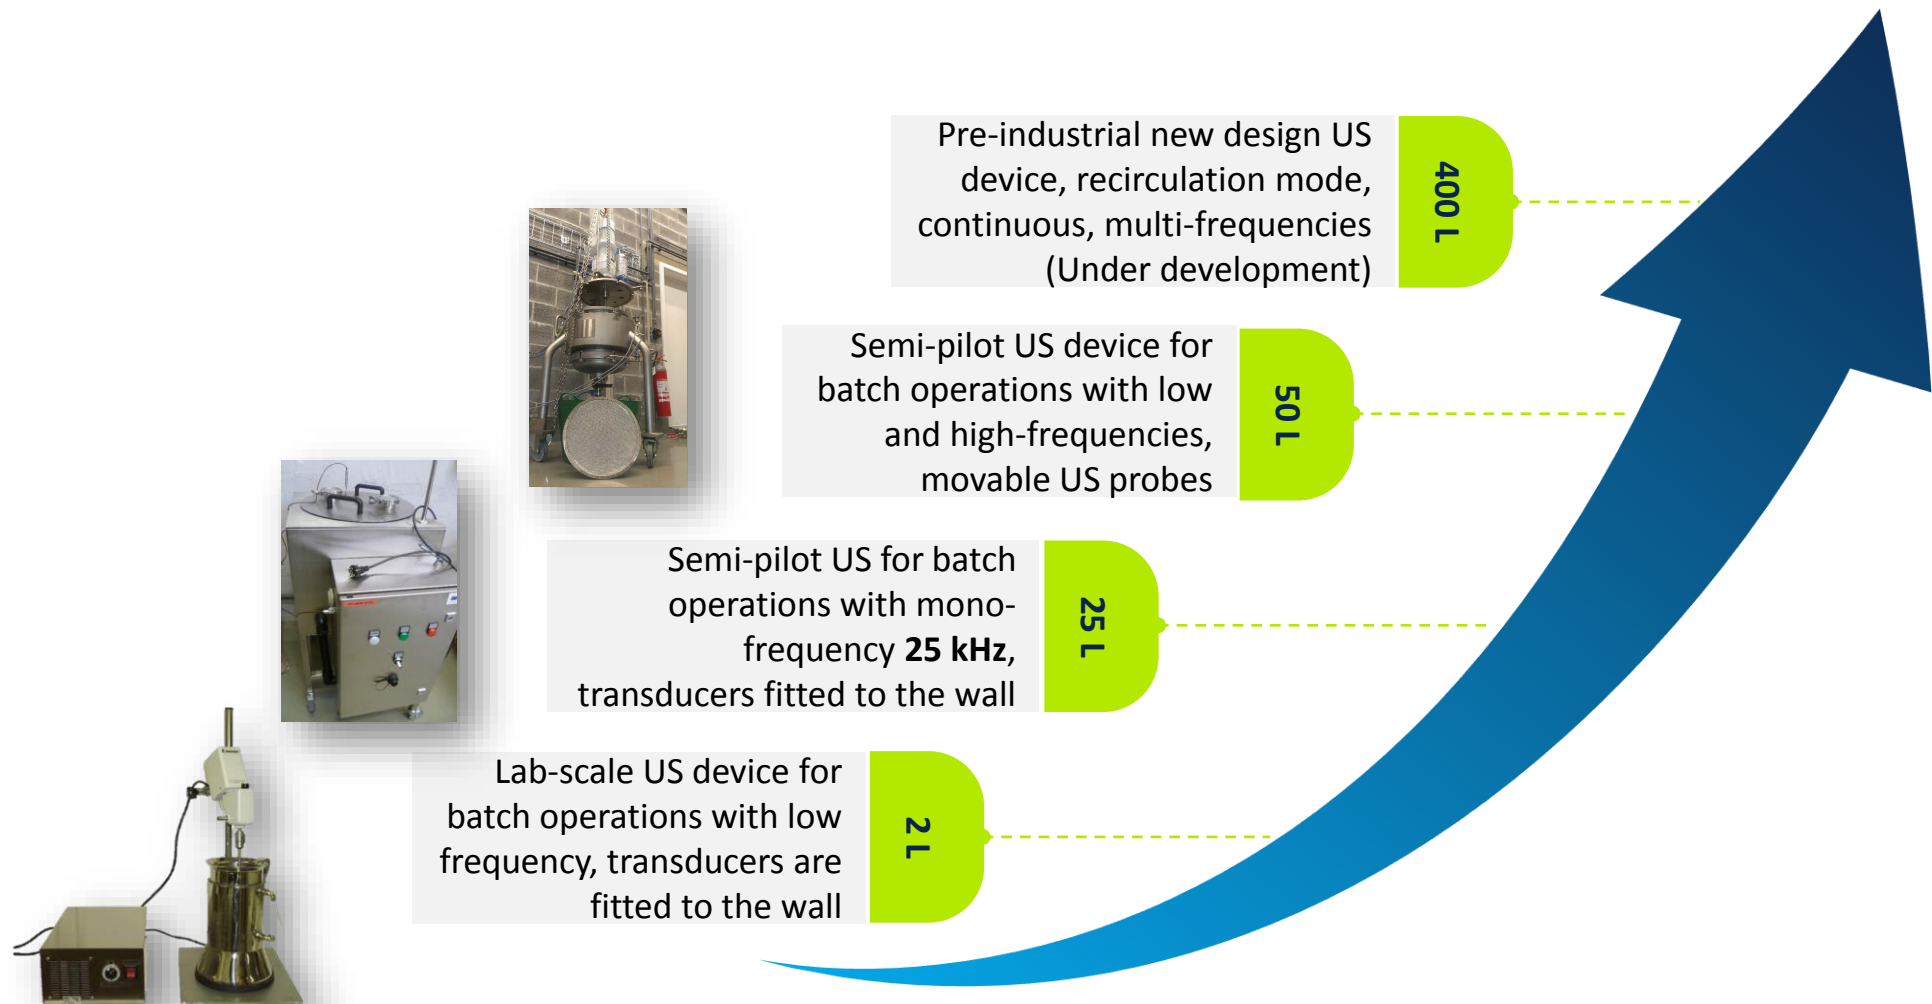 Pre-industrial new design US
device, recirculation mode,
continuous, multi-frequencies
(Under development)
400 L
Semi-pilot US device for
batch operations with low
and high-frequencies,
movable US probes
50 L
Semi-pilot US for batch
operations with mono-
frequency 25 kHz,
transducers fitted to the wall
25 L
Lab-scale US device for
batch operations with low
frequency, transducers are
fitted to the wall
2 L